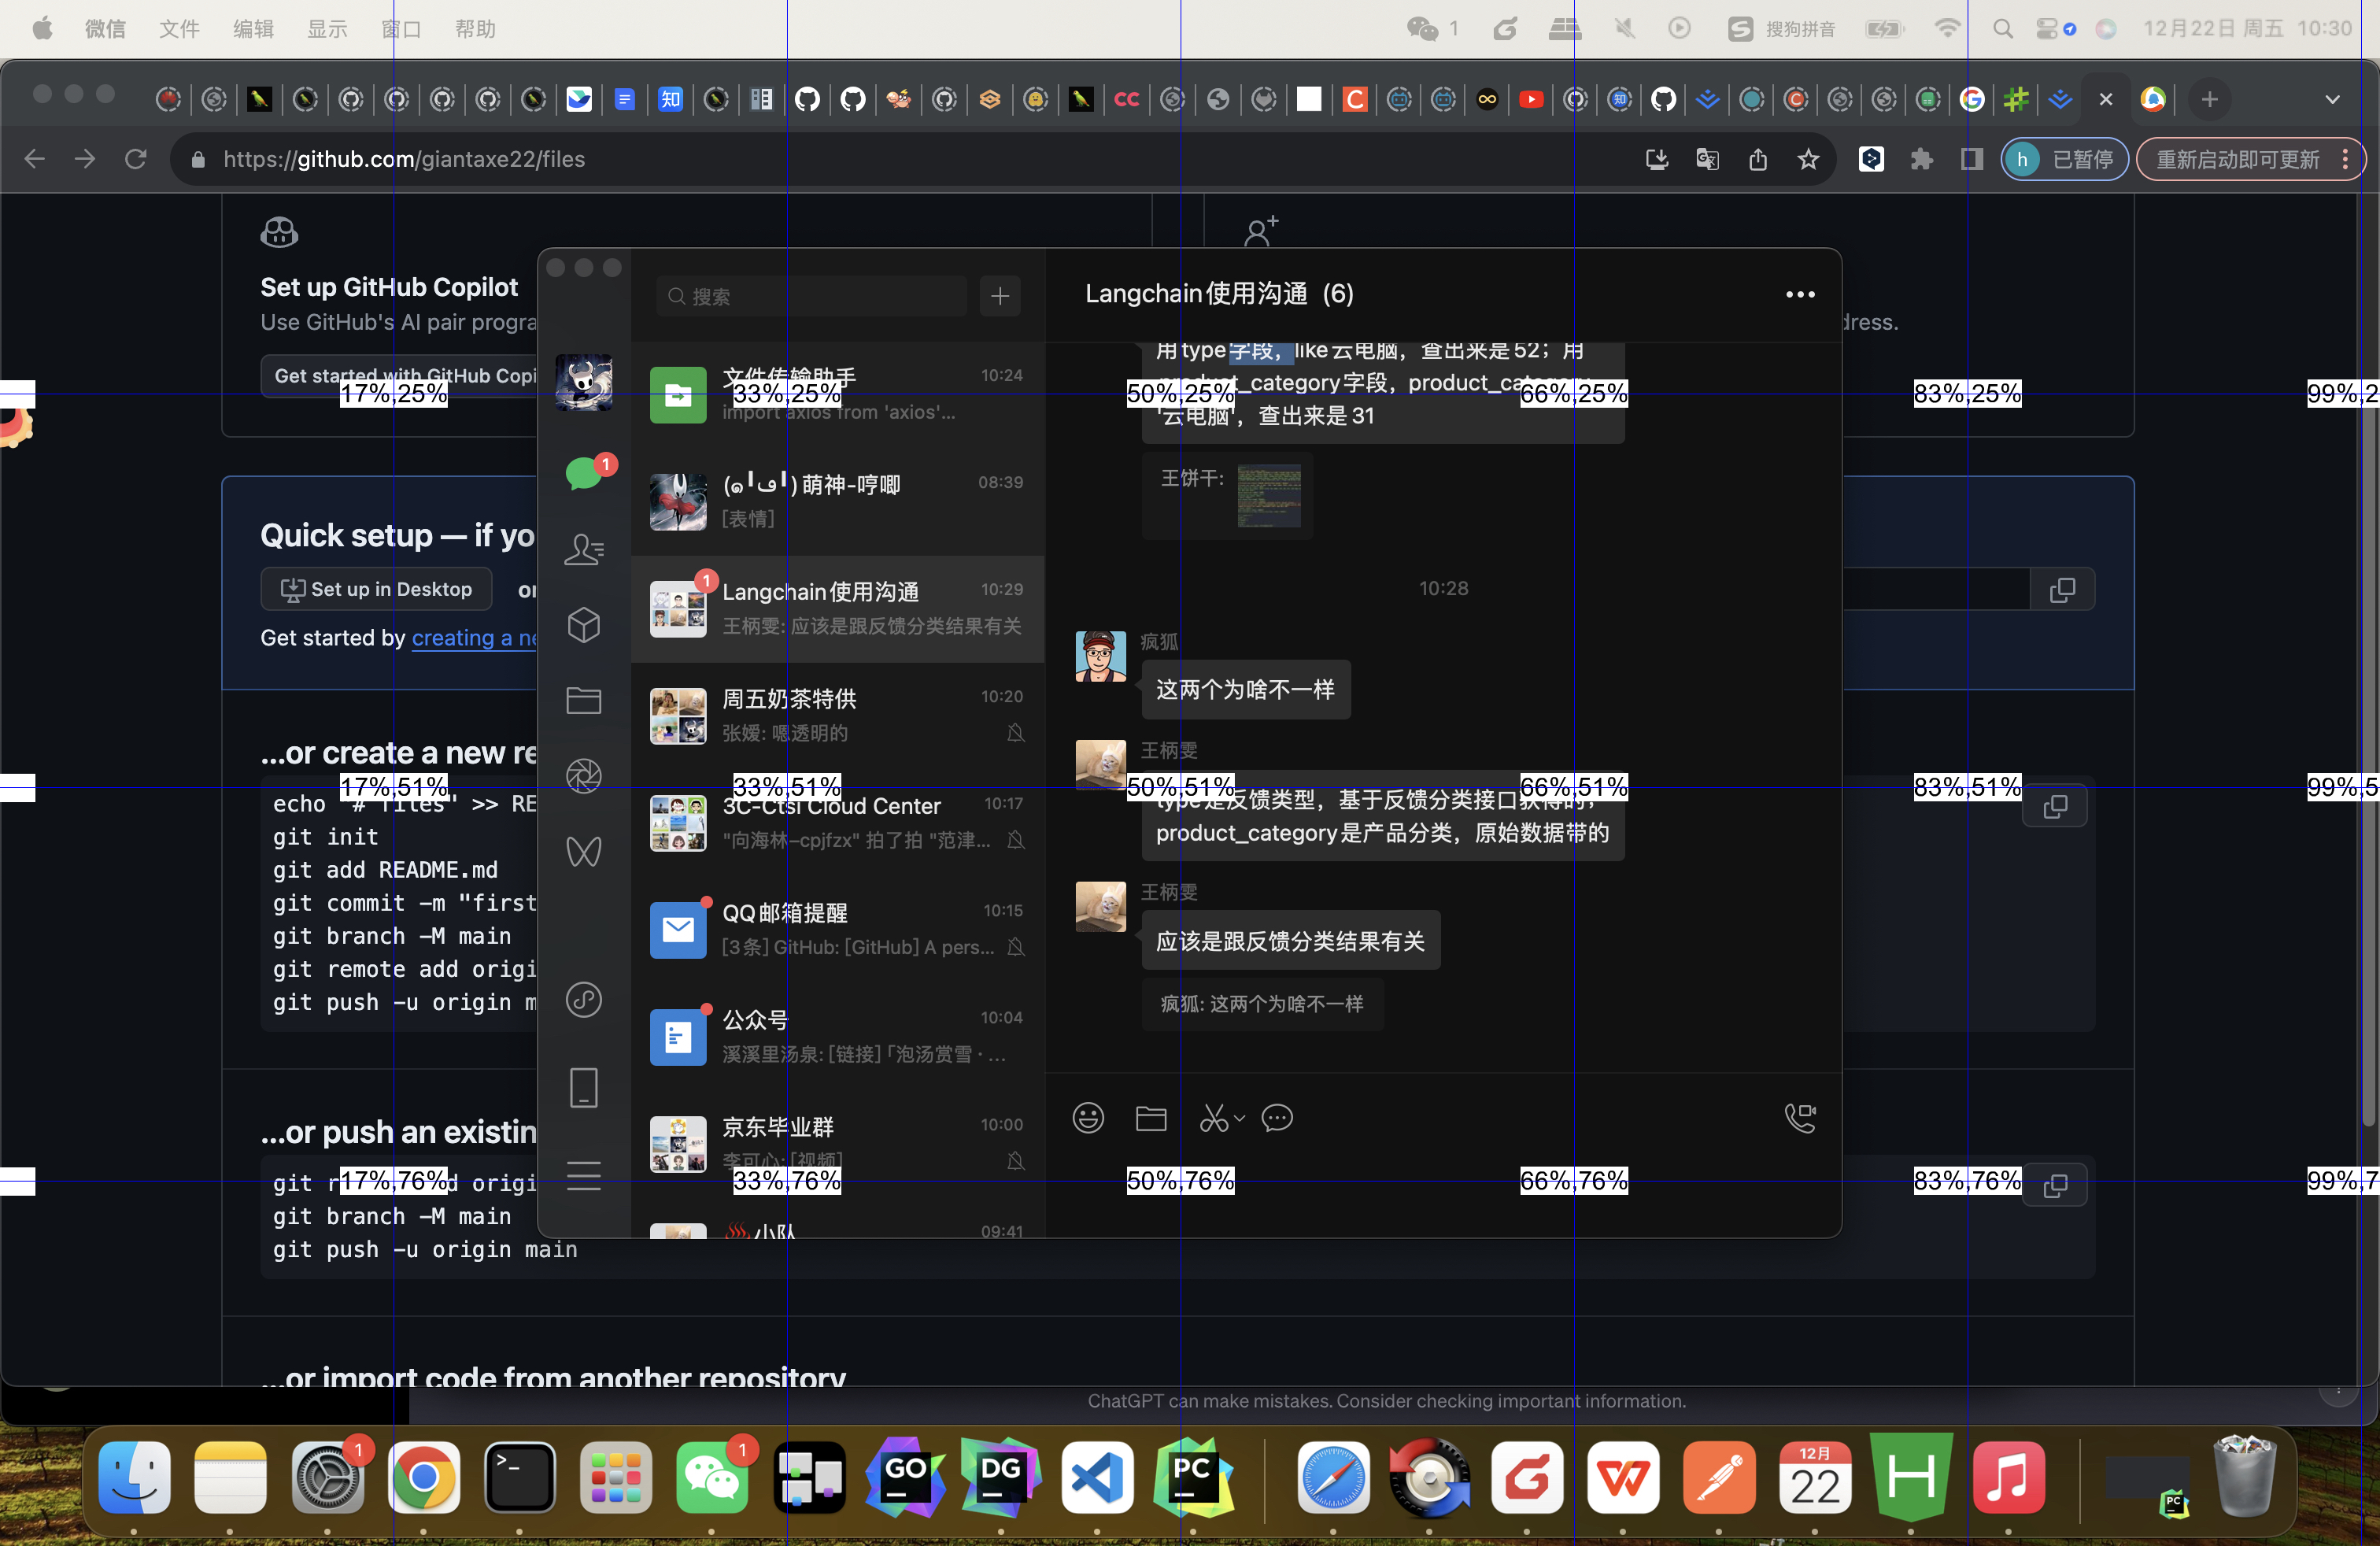 微信 文件 编辑 显示 窗口 帮助
1 搜狗拼音 12月22日 周五 10:30
https://github.com/giantaxe22/files
h 已暂停 重新启动即可更新
Set up GitHub Copilot
Use GitHub's AI pair progra
Get started with GitHub Copi
dress.
Quick setup — if yo
Set up in Desktop
or
Get started by creating a ne
...or create a new re
echo "# files" >> RE
git init
git add README.md
git commit -m "first
git branch -M main
git remote add origi
git push -u origin m
...or push an existin
git r d origi
git branch -M main
git push -u origin main
...or import code from another repository
搜索
1
文件传输助手 10:24
import axios from 'axios'...
萌神-哼唧 08:39
[表情]
1
Langchain使用沟通 10:29
王柄雯: 应该是跟反馈分类结果有关
周五奶茶特供 10:20
张嫒: 嗯透明的
3C-Ctsi Cloud Center 10:17
"向海林-cpjfzx" 拍了拍 "范津...
QQ邮箱提醒 10:15
[3条] GitHub: [GitHub] A pers...
公众号 10:04
溪溪里汤泉: [链接]「泡汤赏雪 · ...
京东毕业群 10:00
李可心: [视频]
小队 09:41
Langchain使用沟通 (6)
用type字段，like云电脑，查出来是52；用
product_category字段，product_category
'云电脑'，查出来是31
王饼干:
10:28
疯狐
这两个为啥不一样
王柄雯
type是反馈类型，基于反馈分类接口获得的，
product_category是产品分类，原始数据带的
王柄雯
应该是跟反馈分类结果有关
疯狐: 这两个为啥不一样
17%,25% 33%,25% 50%,25% 66%,25% 83%,25% 99%,2
17%,51% 33%,51% 50%,51% 66%,51% 83%,51% 99%,5
17%,76% 33%,76% 50%,76% 66%,76% 83%,76% 99%,7
ChatGPT can make mistakes. Consider checking important information.
1
1
GO
DG
PC
12月
22
PC